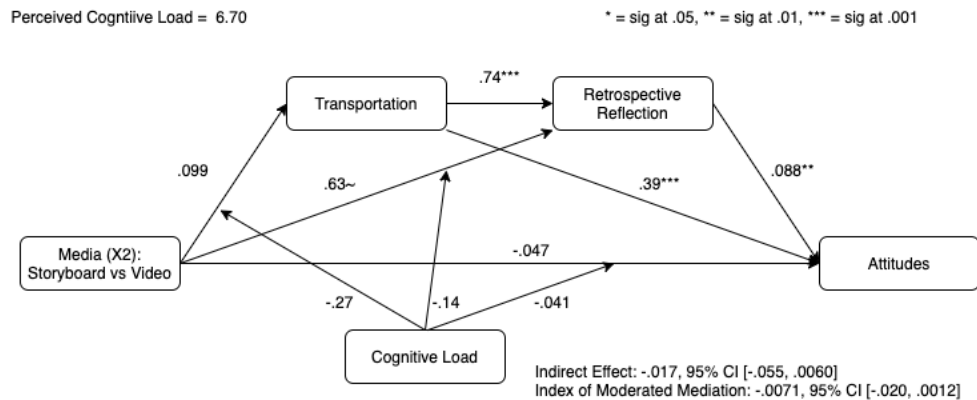 Perceived Cogntiive Load = 6.70
* = sig at .05, ** = sig at .01, *** = sig at .001
.74***
Transportation
Retrospective
Reflection
.099
.63~
.39***
.088**
Media (X2):
Storyboard vs Video
-.047
Attitudes
-.27
-.14
-.041
Cognitive Load
Indirect Effect: -.017, 95% CI [-.055, .0060]
Index of Moderated Mediation: -.0071, 95% CI [-.020, .0012]